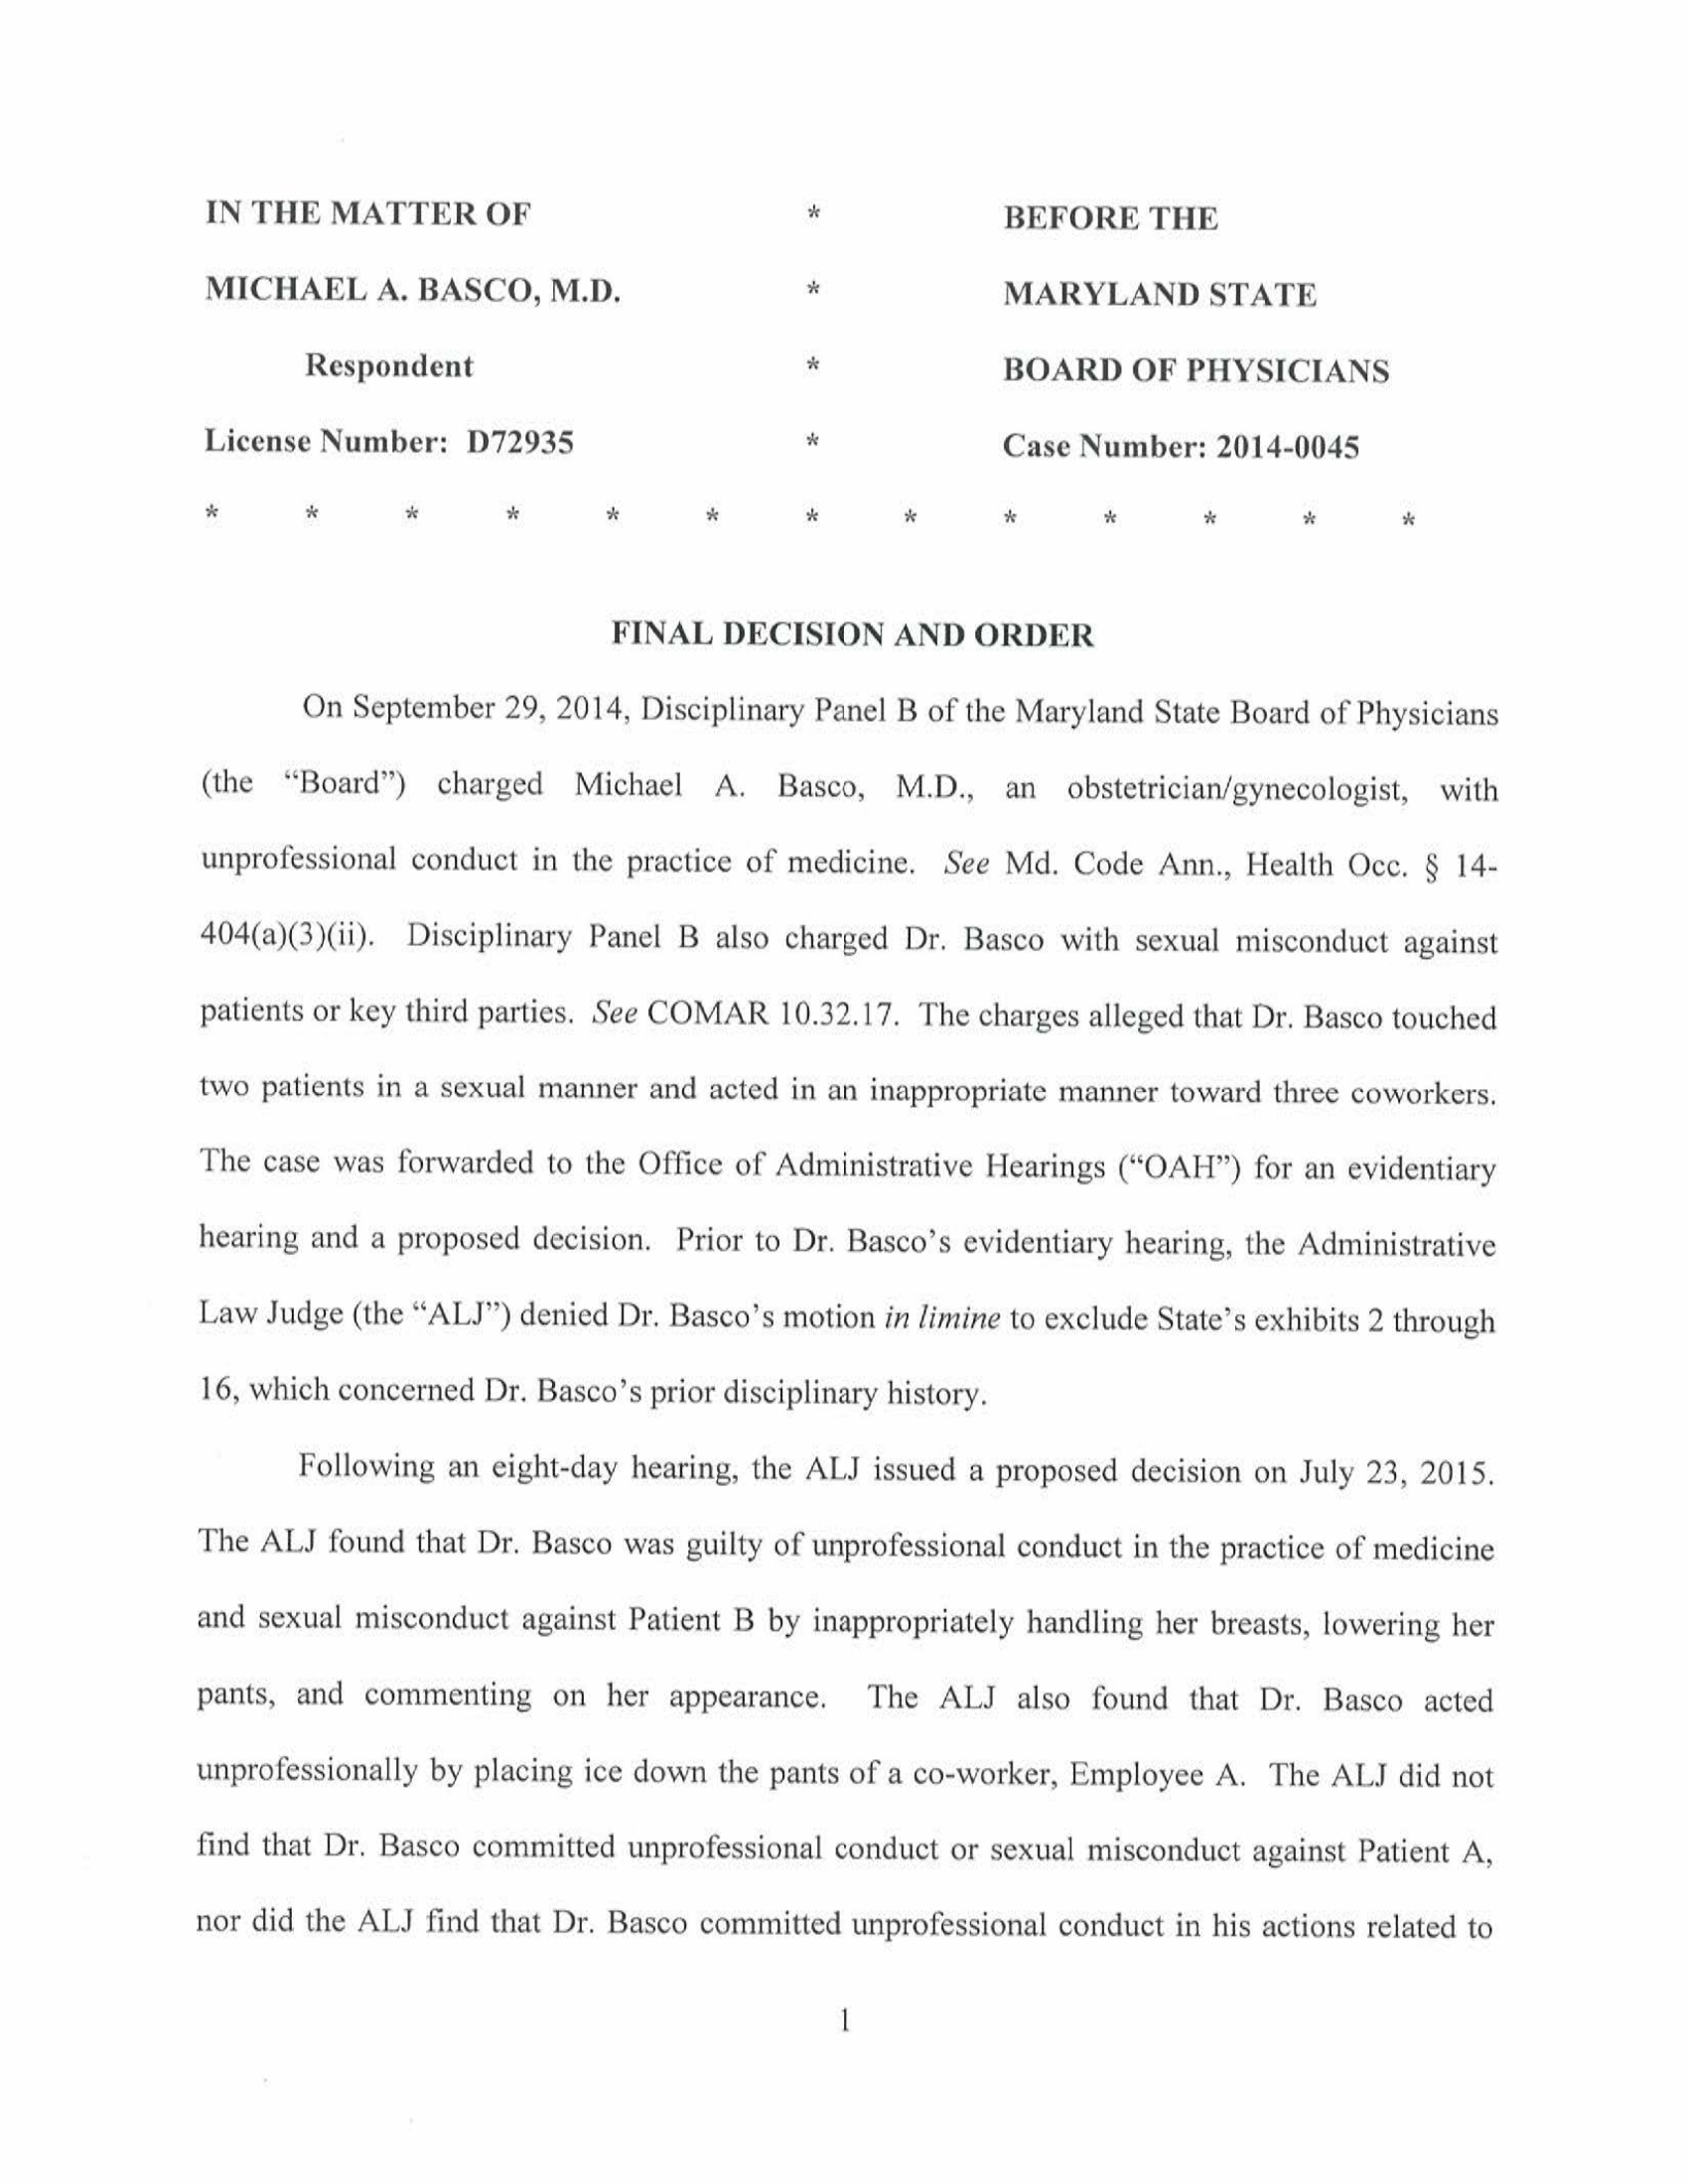 IN THE MATTER OF * BEFORE THE
MICHAEL A. BASCO, M.D. * MARYLAND STATE
Respondent * BOARD OF PHYSICIANS
License Number: D72935 * Case Number: 2014-0045
* * * * * * * * * * * * *
FINAL DECISION AND ORDER
On September 29, 2014, Disciplinary Panel B of the Maryland State Board of Physicians
(the “Board”) charged Michael A. Basco, M.D., an obstetrician/gynecologist, with
unprofessional conduct in the practice of medicine. See Md. Code Ann., Health Occ. § 14-
404(a)(3)(ii). Disciplinary Panel B also charged Dr. Basco with sexual misconduct against
patients or key third parties. See COMAR 10.32.17. The charges alleged that Dr. Basco touched
two patients in a sexual manner and acted in an inappropriate manner toward three coworkers.
The case was forwarded to the Office of Administrative Hearings (“OAH”) for an evidentiary
hearing and a proposed decision. Prior to Dr. Basco’s evidentiary hearing, the Administrative
Law Judge (the “ALJ”) denied Dr. Basco’s motion in limine to exclude State’s exhibits 2 through
16, which concerned Dr. Basco’s prior disciplinary history.
Following an eight-day hearing, the ALJ issued a proposed decision on July 23, 2015.
The ALJ found that Dr. Basco was guilty of unprofessional conduct in the practice of medicine
and sexual misconduct against Patient B by inappropriately handling her breasts, lowering her
pants, and commenting on her appearance. The ALJ also found that Dr. Basco acted
unprofessionally by placing ice down the pants of a co-worker, Employee A. The ALJ did not
find that Dr. Basco committed unprofessional conduct or sexual misconduct against Patient A,
nor did the ALJ find that Dr. Basco committed unprofessional conduct in his actions related to
1